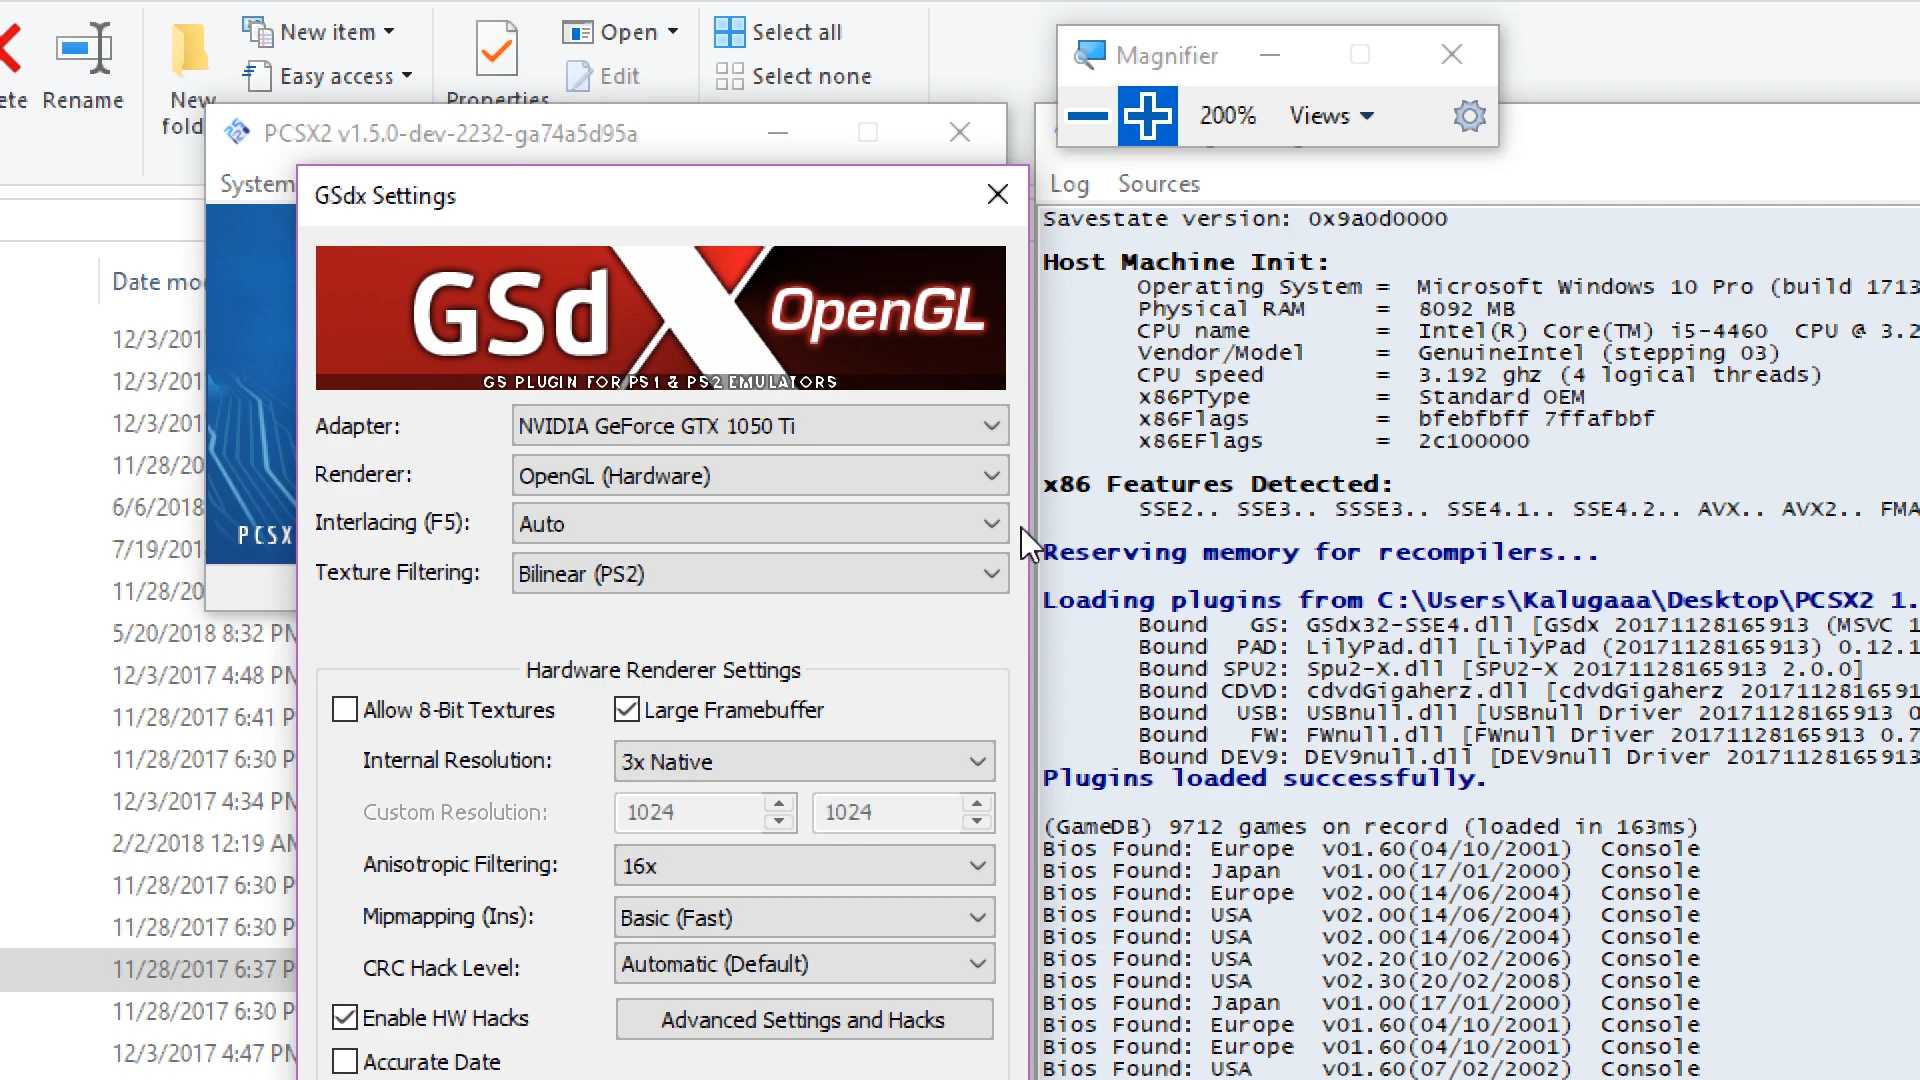 ete
Rename
New
fold
New item
Easy access
Properties
Open
Edit
Select all
Select none
Magnifier
200%
Views
PCSX2 v1.5.0-dev-2232-ga74a5d95a
System
PCSX
Date mo
12/3/201
12/3/201
12/3/201
11/28/20
6/6/2018
7/19/201
11/28/20
5/20/2018 8:32 PM
12/3/2017 4:48 PM
11/28/2017 6:41 P
11/28/2017 6:30 P
12/3/2017 4:34 PM
2/2/2018 12:19 AM
11/28/2017 6:30 P
11/28/2017 6:30 P
11/28/2017 6:37 P
11/28/2017 6:30 P
12/3/2017 4:47 PM
GSdx Settings
GSdX OpenGL
GS PLUGIN FOR PS1 & PS2 EMULATORS
Adapter: NVIDIA GeForce GTX 1050 Ti
Renderer: OpenGL (Hardware)
Interlacing (F5): Auto
Texture Filtering: Bilinear (PS2)
Hardware Renderer Settings
Allow 8-Bit Textures Large Framebuffer
Internal Resolution: 3x Native
Custom Resolution: 1024 1024
Anisotropic Filtering: 16x
Mipmapping (Ins): Basic (Fast)
CRC Hack Level: Automatic (Default)
Enable HW Hacks Advanced Settings and Hacks
Accurate Date
Log Sources
Savestate version: 0x9a0d0000
Host Machine Init:
Operating System = Microsoft Windows 10 Pro (build 1713
Physical RAM = 8092 MB
CPU name = Intel(R) Core(TM) i5-4460 CPU @ 3.2
Vendor/Model = GenuineIntel (stepping 03)
CPU speed = 3.192 ghz (4 logical threads)
x86PType = Standard OEM
x86Flags = bfebfbff 7ffafbbf
x86EFlags = 2c100000
x86 Features Detected:
SSE2.. SSE3.. SSSE3.. SSE4.1.. SSE4.2.. AVX.. AVX2.. FMA
Reserving memory for recompilers...
Loading plugins from C:\Users\Kalugaaa\Desktop\PCSX2 1.
Bound GS: GSdx32-SSE4.dll [GSdx 20171128165913 (MSVC 1
Bound PAD: LilyPad.dll [LilyPad (20171128165913) 0.12.1
Bound SPU2: Spu2-X.dll [SPU2-X 20171128165913 2.0.0]
Bound CDVD: cdvdGigaherz.dll [cdvdGigaherz 2017112816591
Bound USB: USBnull.dll [USBnull Driver 20171128165913 0
Bound FW: FWnull.dll [FWnull Driver 20171128165913 0.7
Bound DEV9: DEV9null.dll [DEV9null Driver 20171128165913
Plugins loaded successfully.
(GameDB) 9712 games on record (loaded in 163ms)
Bios Found: Europe v01.60(04/10/2001) Console
Bios Found: Japan v01.00(17/01/2000) Console
Bios Found: Europe v02.00(14/06/2004) Console
Bios Found: USA v02.00(14/06/2004) Console
Bios Found: USA v02.00(14/06/2004) Console
Bios Found: USA v02.20(10/02/2006) Console
Bios Found: USA v02.30(20/02/2008) Console
Bios Found: Japan v01.00(17/01/2000) Console
Bios Found: Europe v01.60(04/10/2001) Console
Bios Found: Europe v01.60(04/10/2001) Console
Bios Found: USA v01.60(07/02/2002) Console